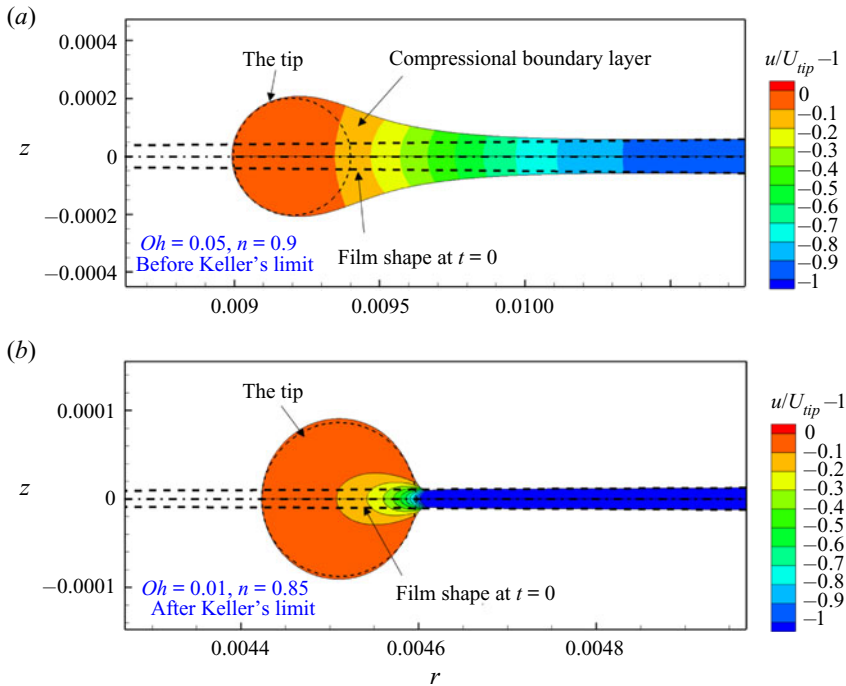 (a)
0.0004
0.0002
0
−0.0002
−0.0004
z
The tip
Compressional boundary layer
Oh = 0.05, n = 0.9
Before Keller's limit
Film shape at t = 0
0.009
0.0095
0.0100
u/U_tip −1
0
−0.1
−0.2
−0.3
−0.4
−0.5
−0.6
−0.7
−0.8
−0.9
−1
(b)
0.0001
0
−0.0001
z
The tip
Oh = 0.01, n = 0.85
After Keller's limit
Film shape at t = 0
0.0044
0.0046
0.0048
r
u/U_tip −1
0
−0.1
−0.2
−0.3
−0.4
−0.5
−0.6
−0.7
−0.8
−0.9
−1